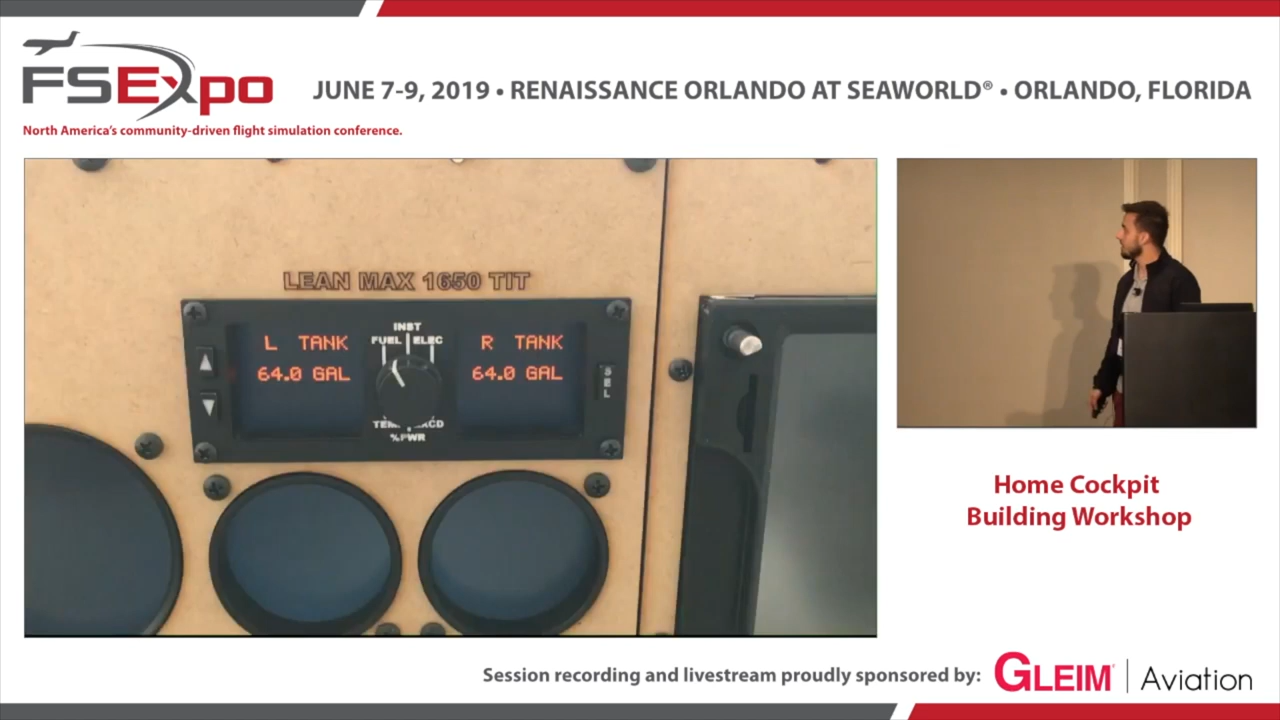 FSExpo
JUNE 7-9, 2019 • RENAISSANCE ORLANDO AT SEAWORLD® • ORLANDO, FLORIDA
North America's community-driven flight simulation conference.
LEAN MAX 1650 TIT
INST
FUEL ELEC
L TANK
64.0 GAL
R TANK
64.0 GAL
SEL
%PWR
Home Cockpit
Building Workshop
Session recording and livestream proudly sponsored by:
GLEIM® Aviation